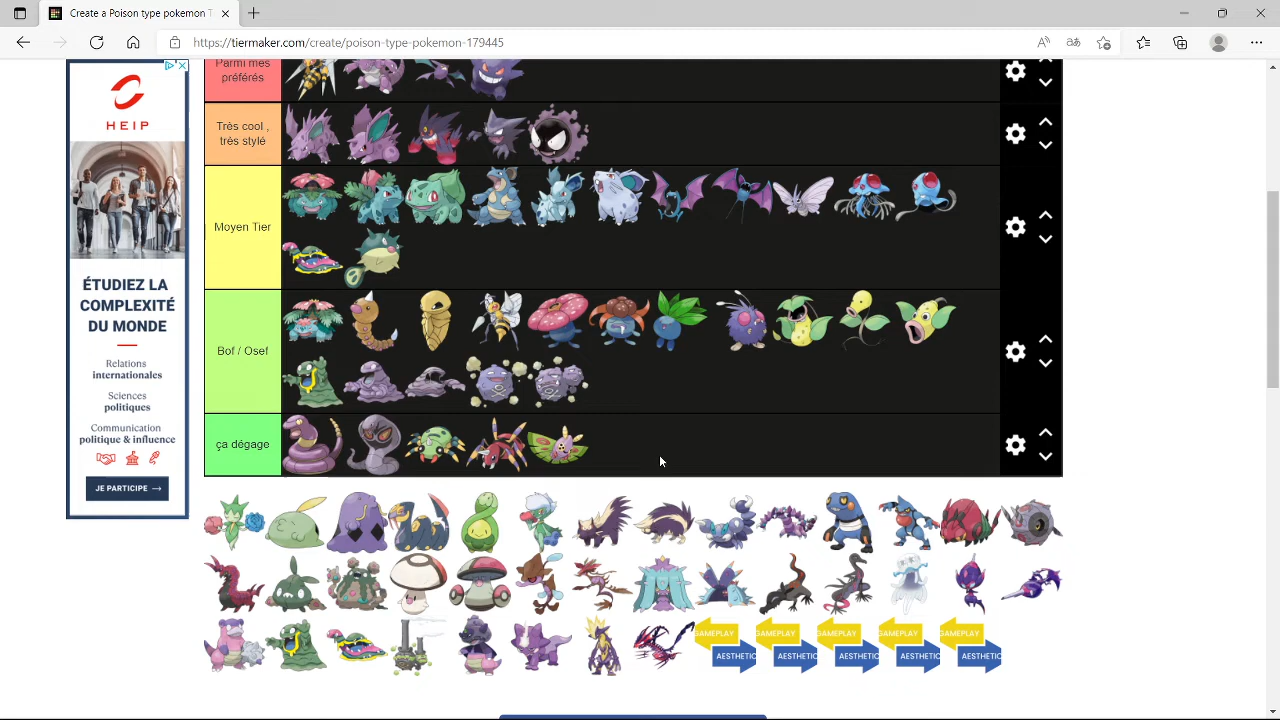 Create a Poison-Type Pokemon T
https://tiermaker.com/create/poison-type-pokemon-179445
HEIP
ÉTUDIEZ LA
COMPLEXITÉ
DU MONDE
Relations
internationales
Sciences
politiques
Communication
politique & influence
JE PARTICIPE →
Parmi mes
préférés
Très cool ,
très stylé
Moyen Tier
Bof / Osef
ça dégage
GAMEPLAY
AESTHETIC
GAMEPLAY
AESTHETIC
GAMEPLAY
AESTHETIC
GAMEPLAY
AESTHETIC
GAMEPLAY
AESTHETIC